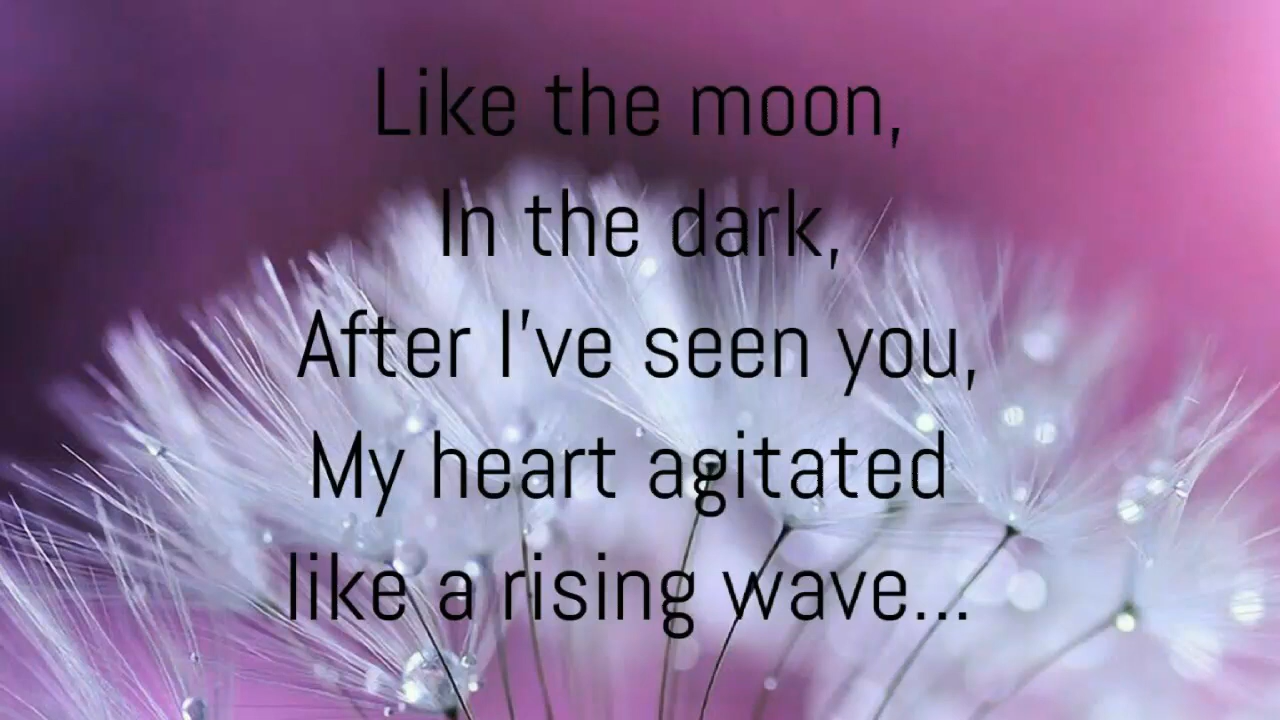 Like the moon,
In the dark,
After I've seen you,
My heart agitated
like a rising wave...